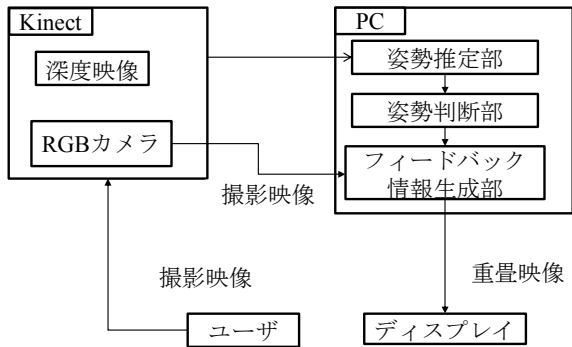 Kinect
深度映像
RGBカメラ
PC
姿勢推定部
姿勢判断部
フィードバック
情報生成部
撮影映像
撮影映像
重畳映像
ユーザ
ディスプレイ